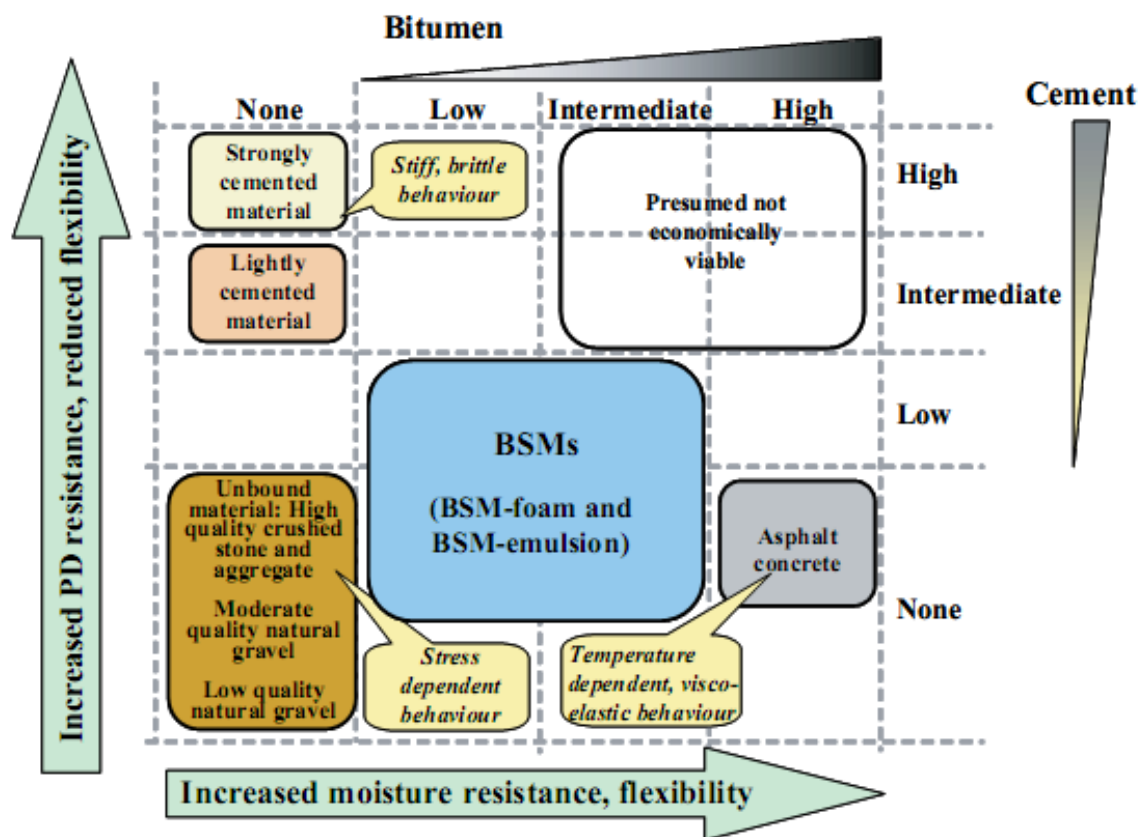 Bitumen
Cement
None
Low
Intermediate
High
Strongly
cemented
material
Stiff, brittle
behaviour
Presumed not
economically
viable
High
Lightly
cemented
material
Intermediate
Low
BSMs
(BSM-foam and
BSM-emulsion)
Unbound
material: High
quality crushed
stone and
aggregate
Moderate
quality natural
gravel
Low quality
natural gravel
Asphalt
concrete
None
Stress
dependent
behaviour
Temperature
dependent, visco-
elastic behaviour
Increased PD resistance, reduced flexibility
Increased moisture resistance, flexibility